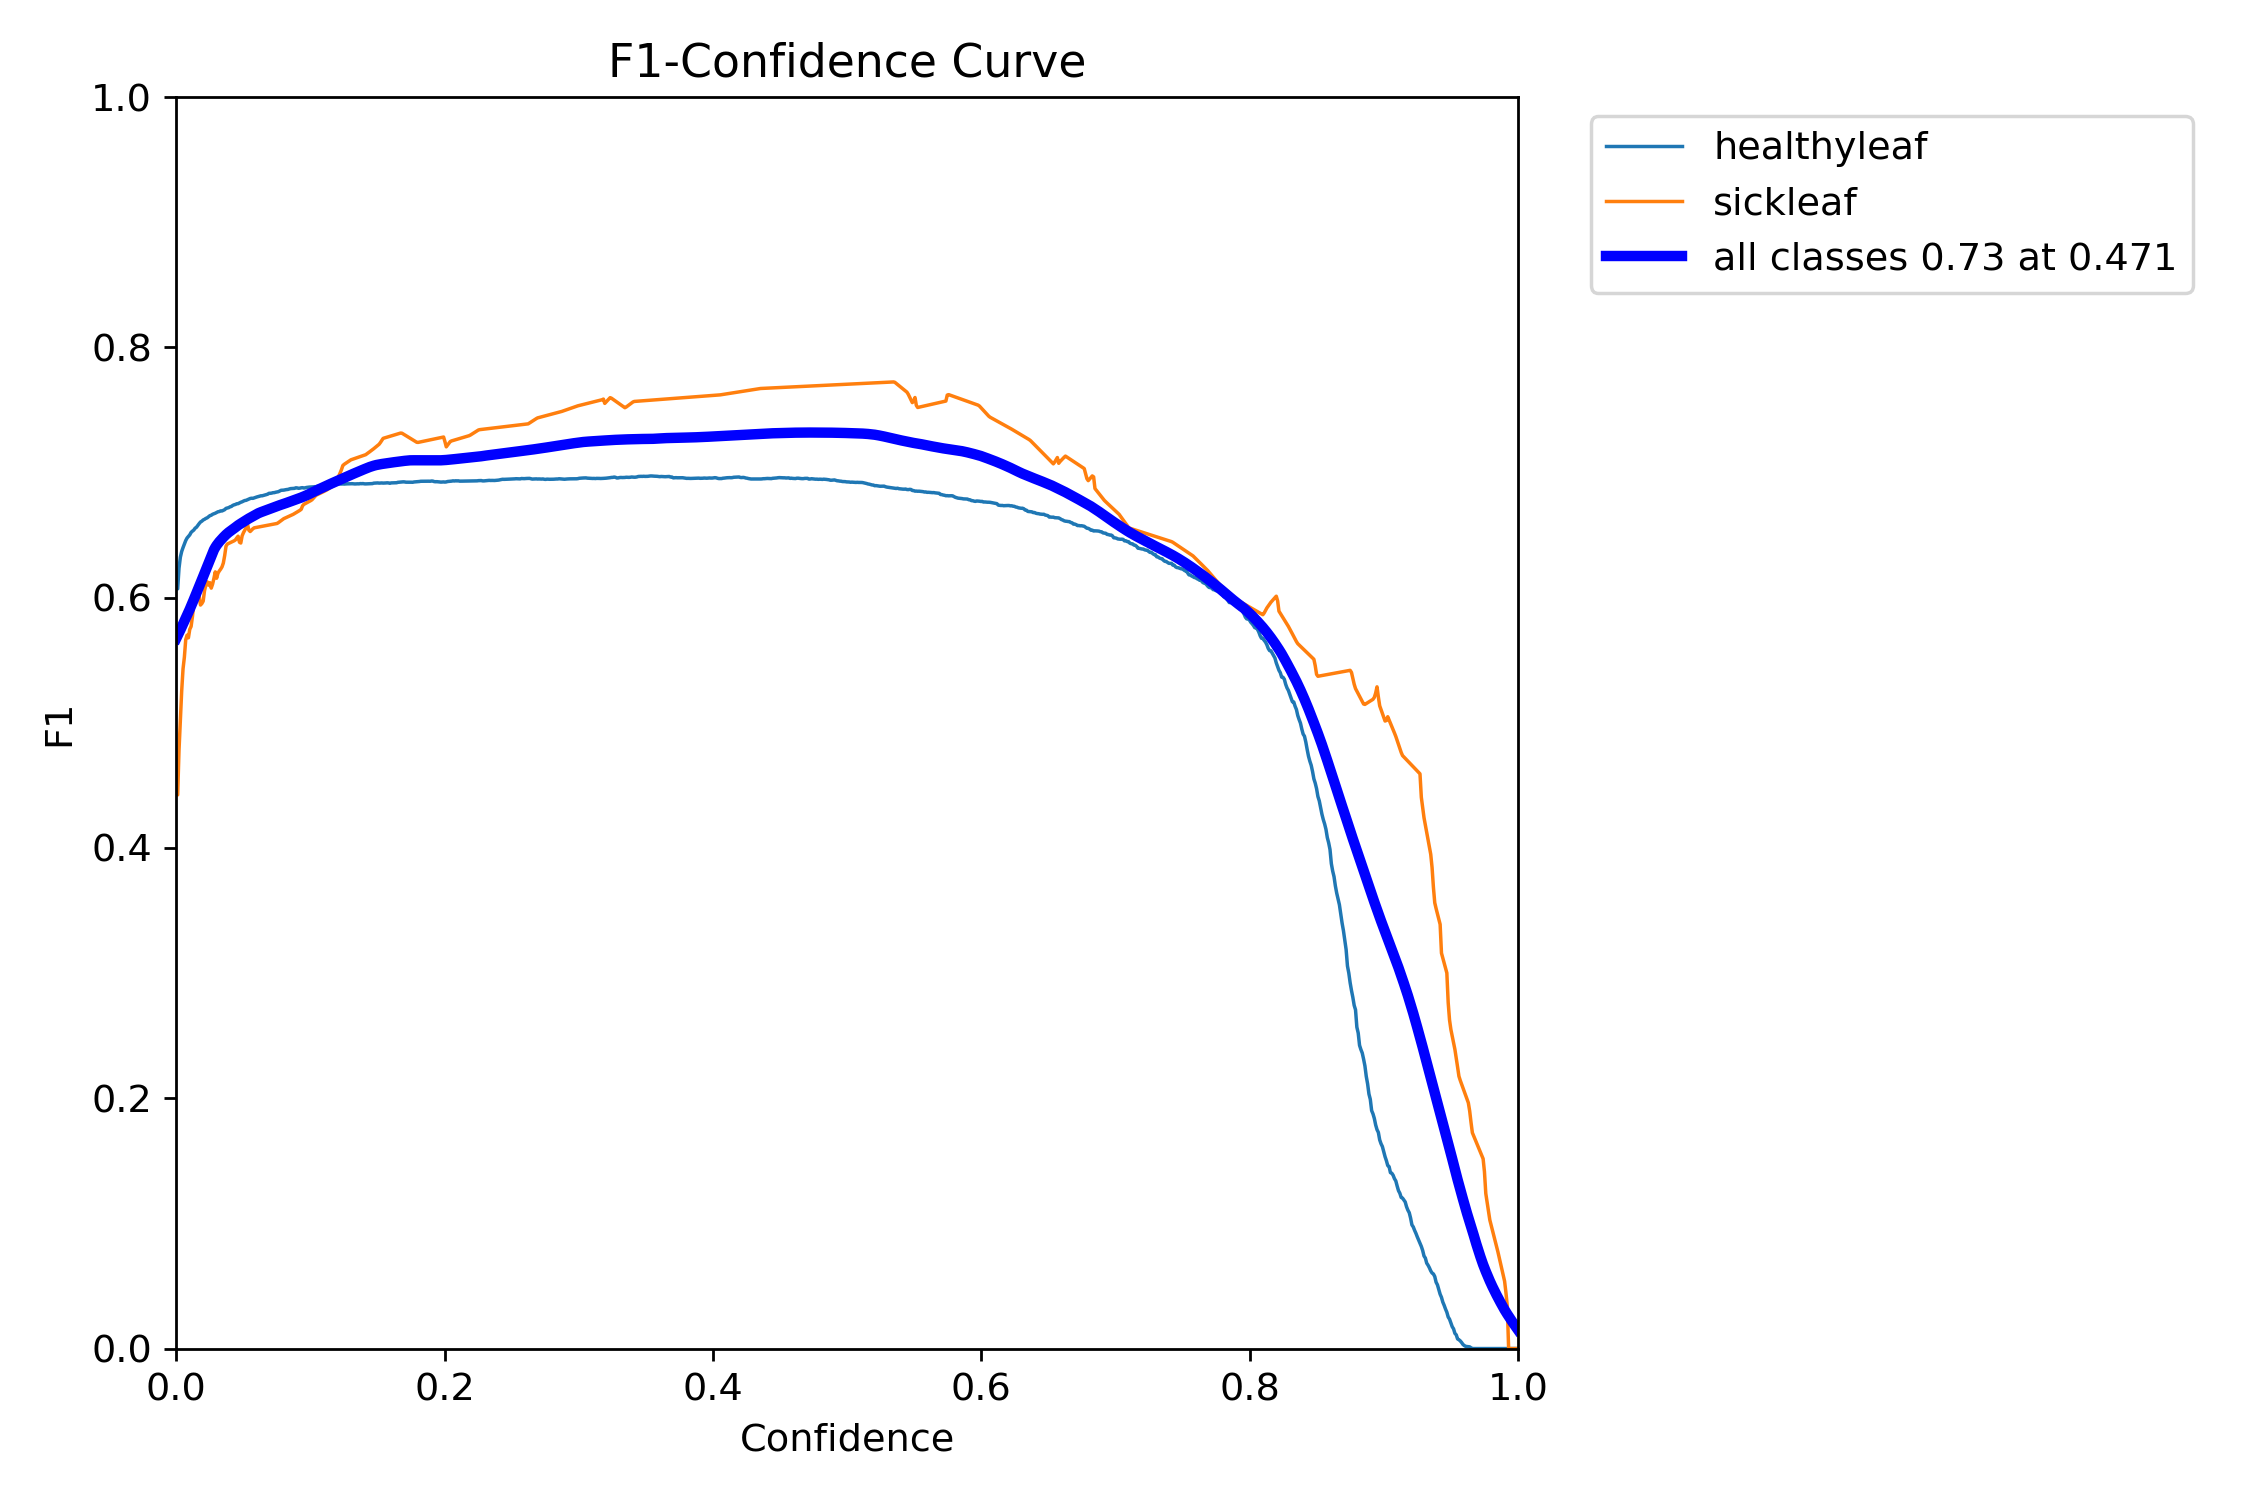 F1-Confidence Curve
1.0
0.8
0.6
0.4
0.2
0.0
F1
0.0 0.2 0.4 0.6 0.8 1.0
Confidence
healthyleaf
sickleaf
all classes 0.73 at 0.471